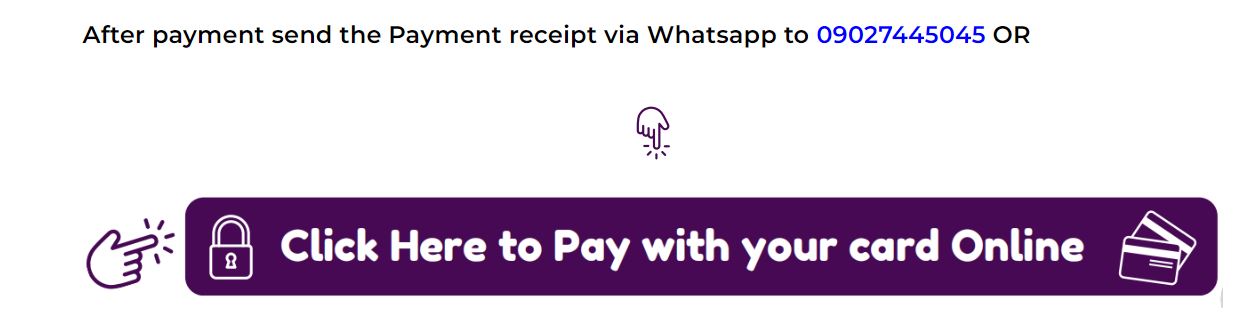 After payment send the Payment receipt via Whatsapp to 09027445045 OR
Click Here to Pay with your card Online